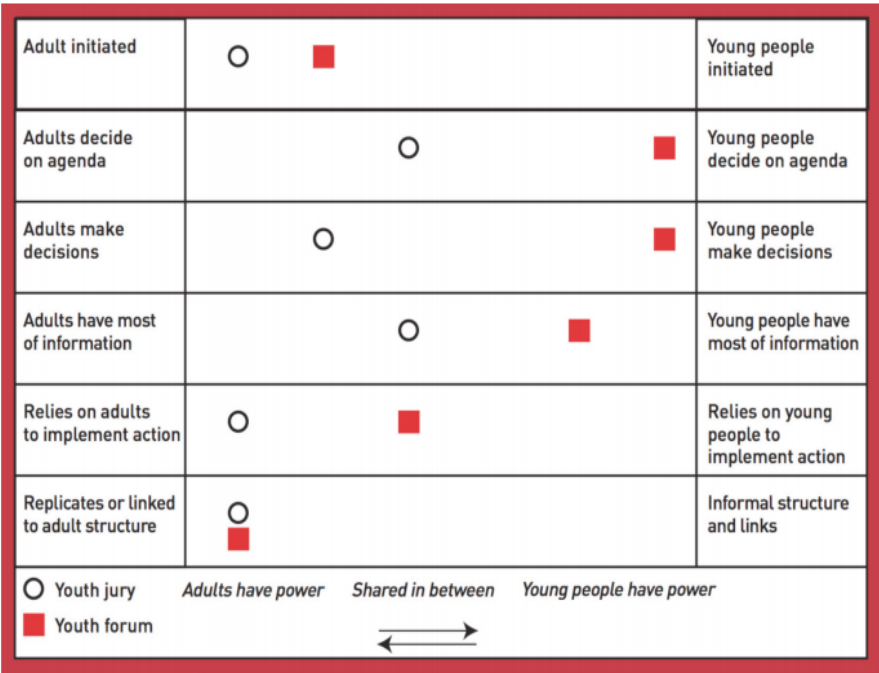 Adult initiated
Young people
initiated
Adults decide
on agenda
Young people
decide on agenda
Adults make
decisions
Young people
make decisions
Adults have most
of information
Young people have
most of information
Relies on adults
to implement action
Relies on young
people to
implement action
Replicates or linked
to adult structure
Informal structure
and links
Youth jury
Adults have power
Shared in between
Young people have power
Youth forum